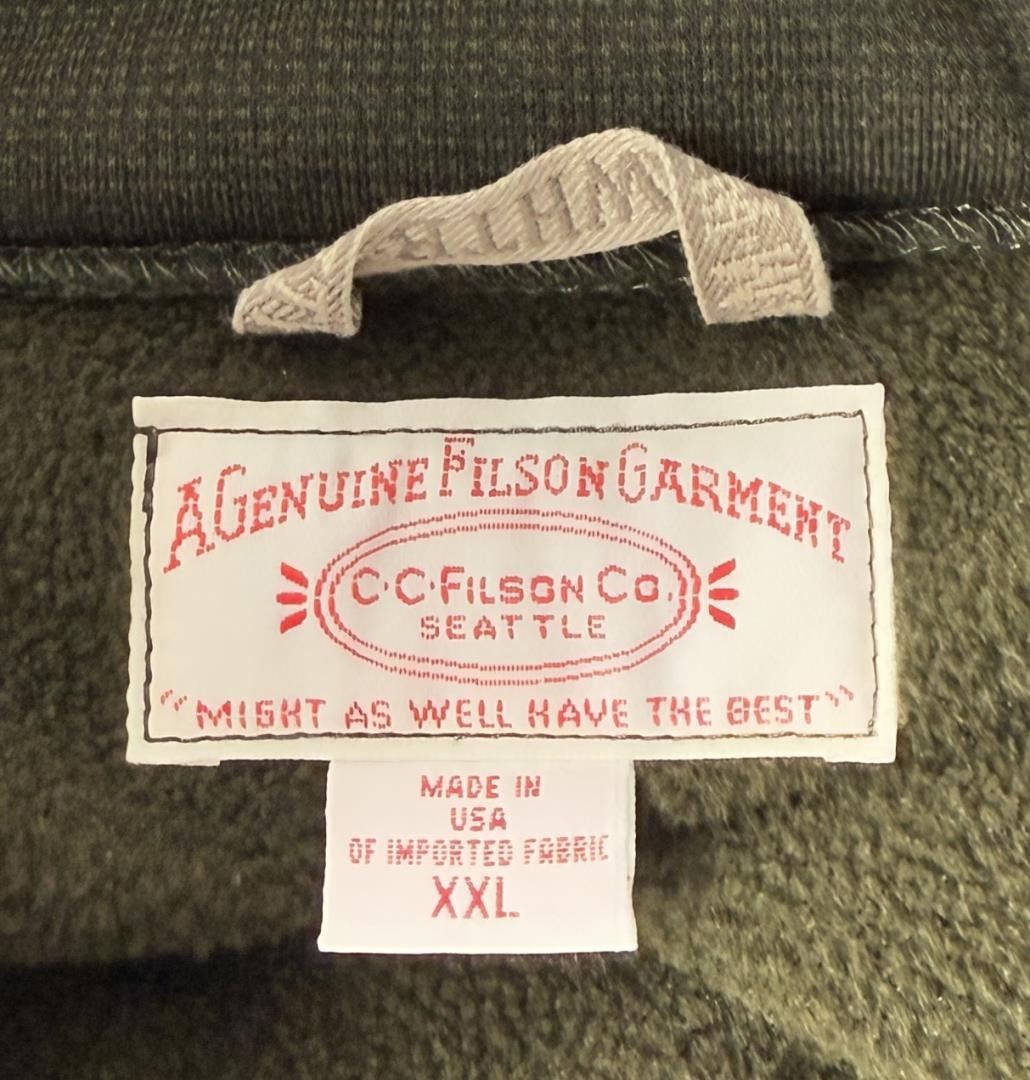 A GENUINE FILSON GARMENT
C·C·FILSON CO.
SEATTLE
"MIGHT AS WELL HAVE THE BEST"
MADE IN
USA
OF IMPORTED FABRIC
XXL